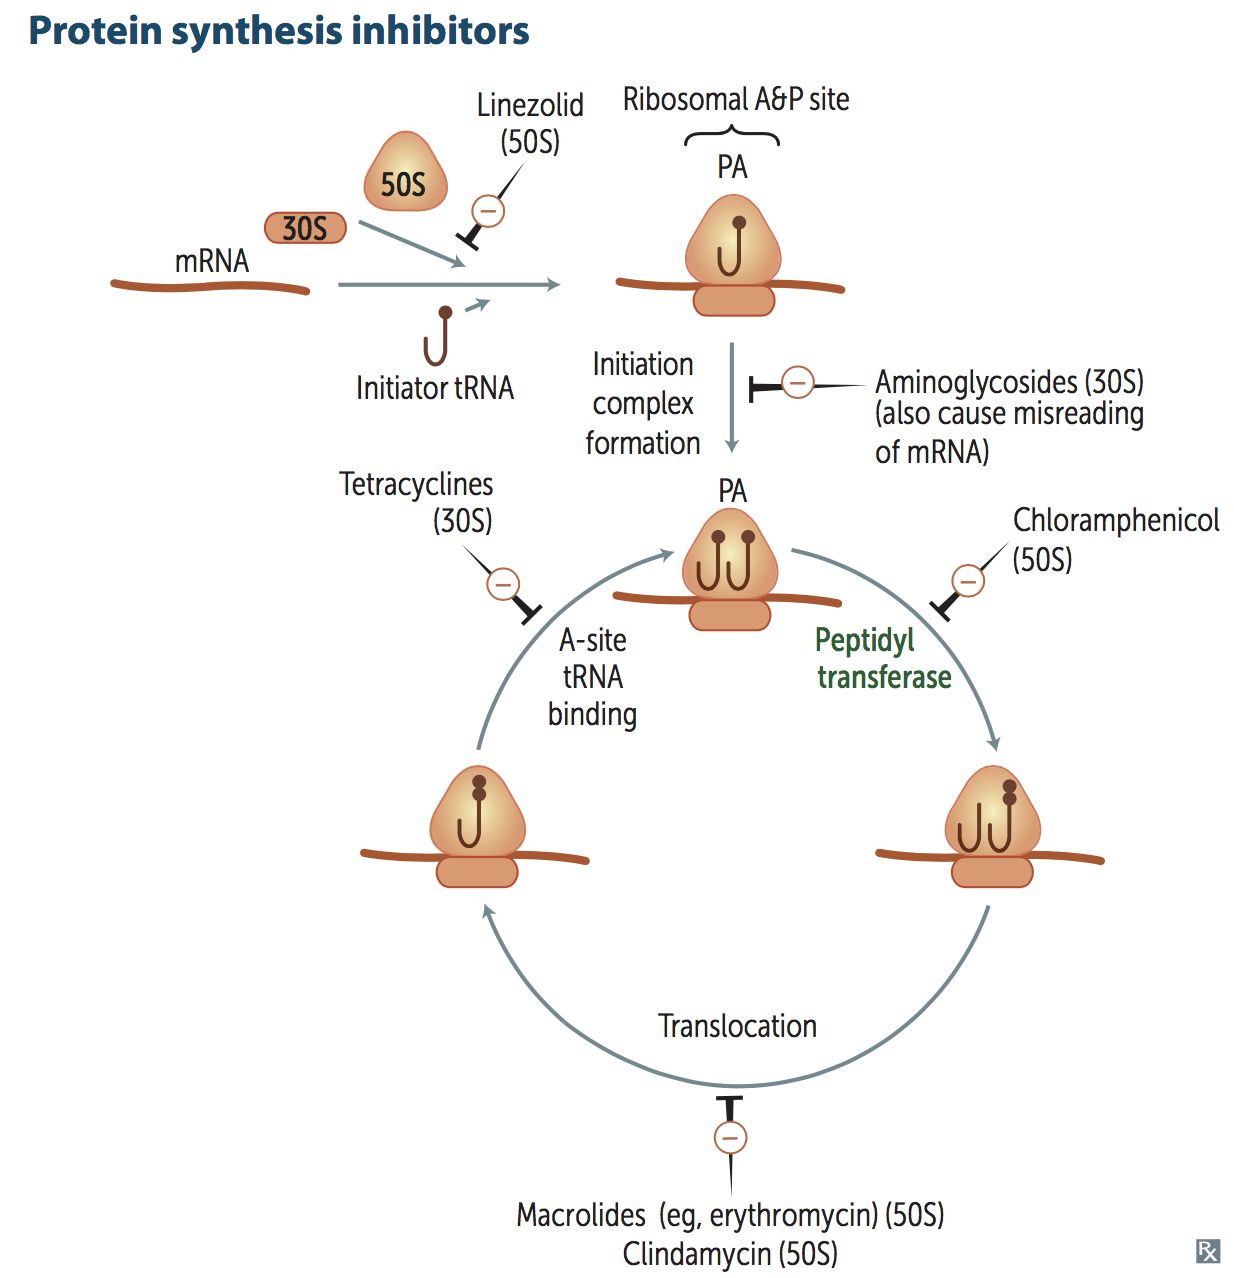 Protein synthesis inhibitors
Linezolid
(50S)
Ribosomal A&P site
PA
50S
30S
mRNA
Initiator tRNA
Initiation
complex
formation
Aminoglycosides (30S)
(also cause misreading
of mRNA)
Tetracyclines
(30S)
PA
Chloramphenicol
(50S)
A-site
tRNA
binding
Peptidyl
transferase
Translocation
Macrolides (eg, erythromycin) (50S)
Clindamycin (50S)
Rx